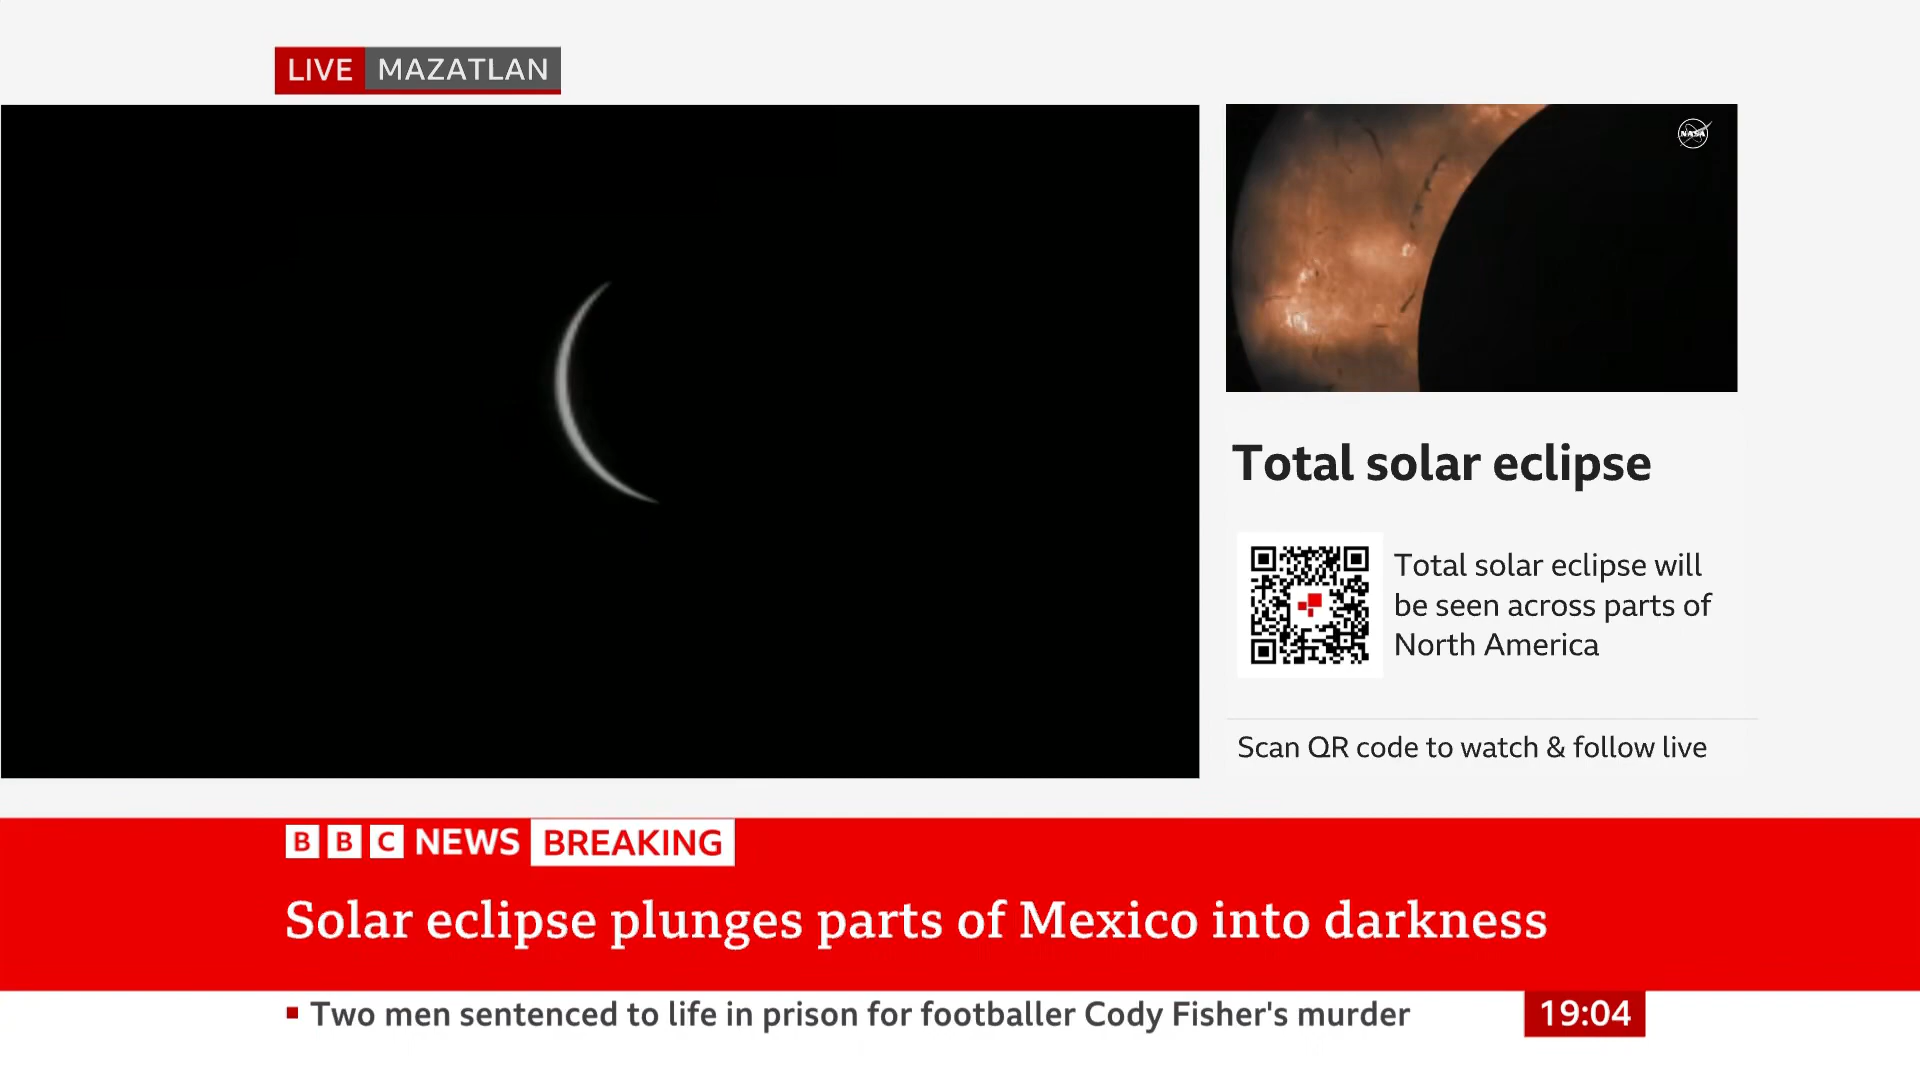 LIVE MAZATLAN
NASA
Total solar eclipse
Total solar eclipse will
be seen across parts of
North America
Scan QR code to watch & follow live
BBC NEWS BREAKING
Solar eclipse plunges parts of Mexico into darkness
Two men sentenced to life in prison for footballer Cody Fisher's murder
19:04